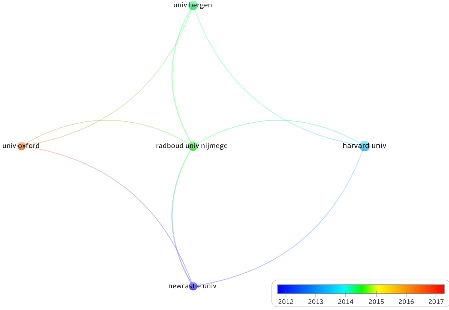 univ bergen
univ oxford
radboud univ nijmege
harvard univ
newcastle univ
2012 2013 2014 2015 2016 2017